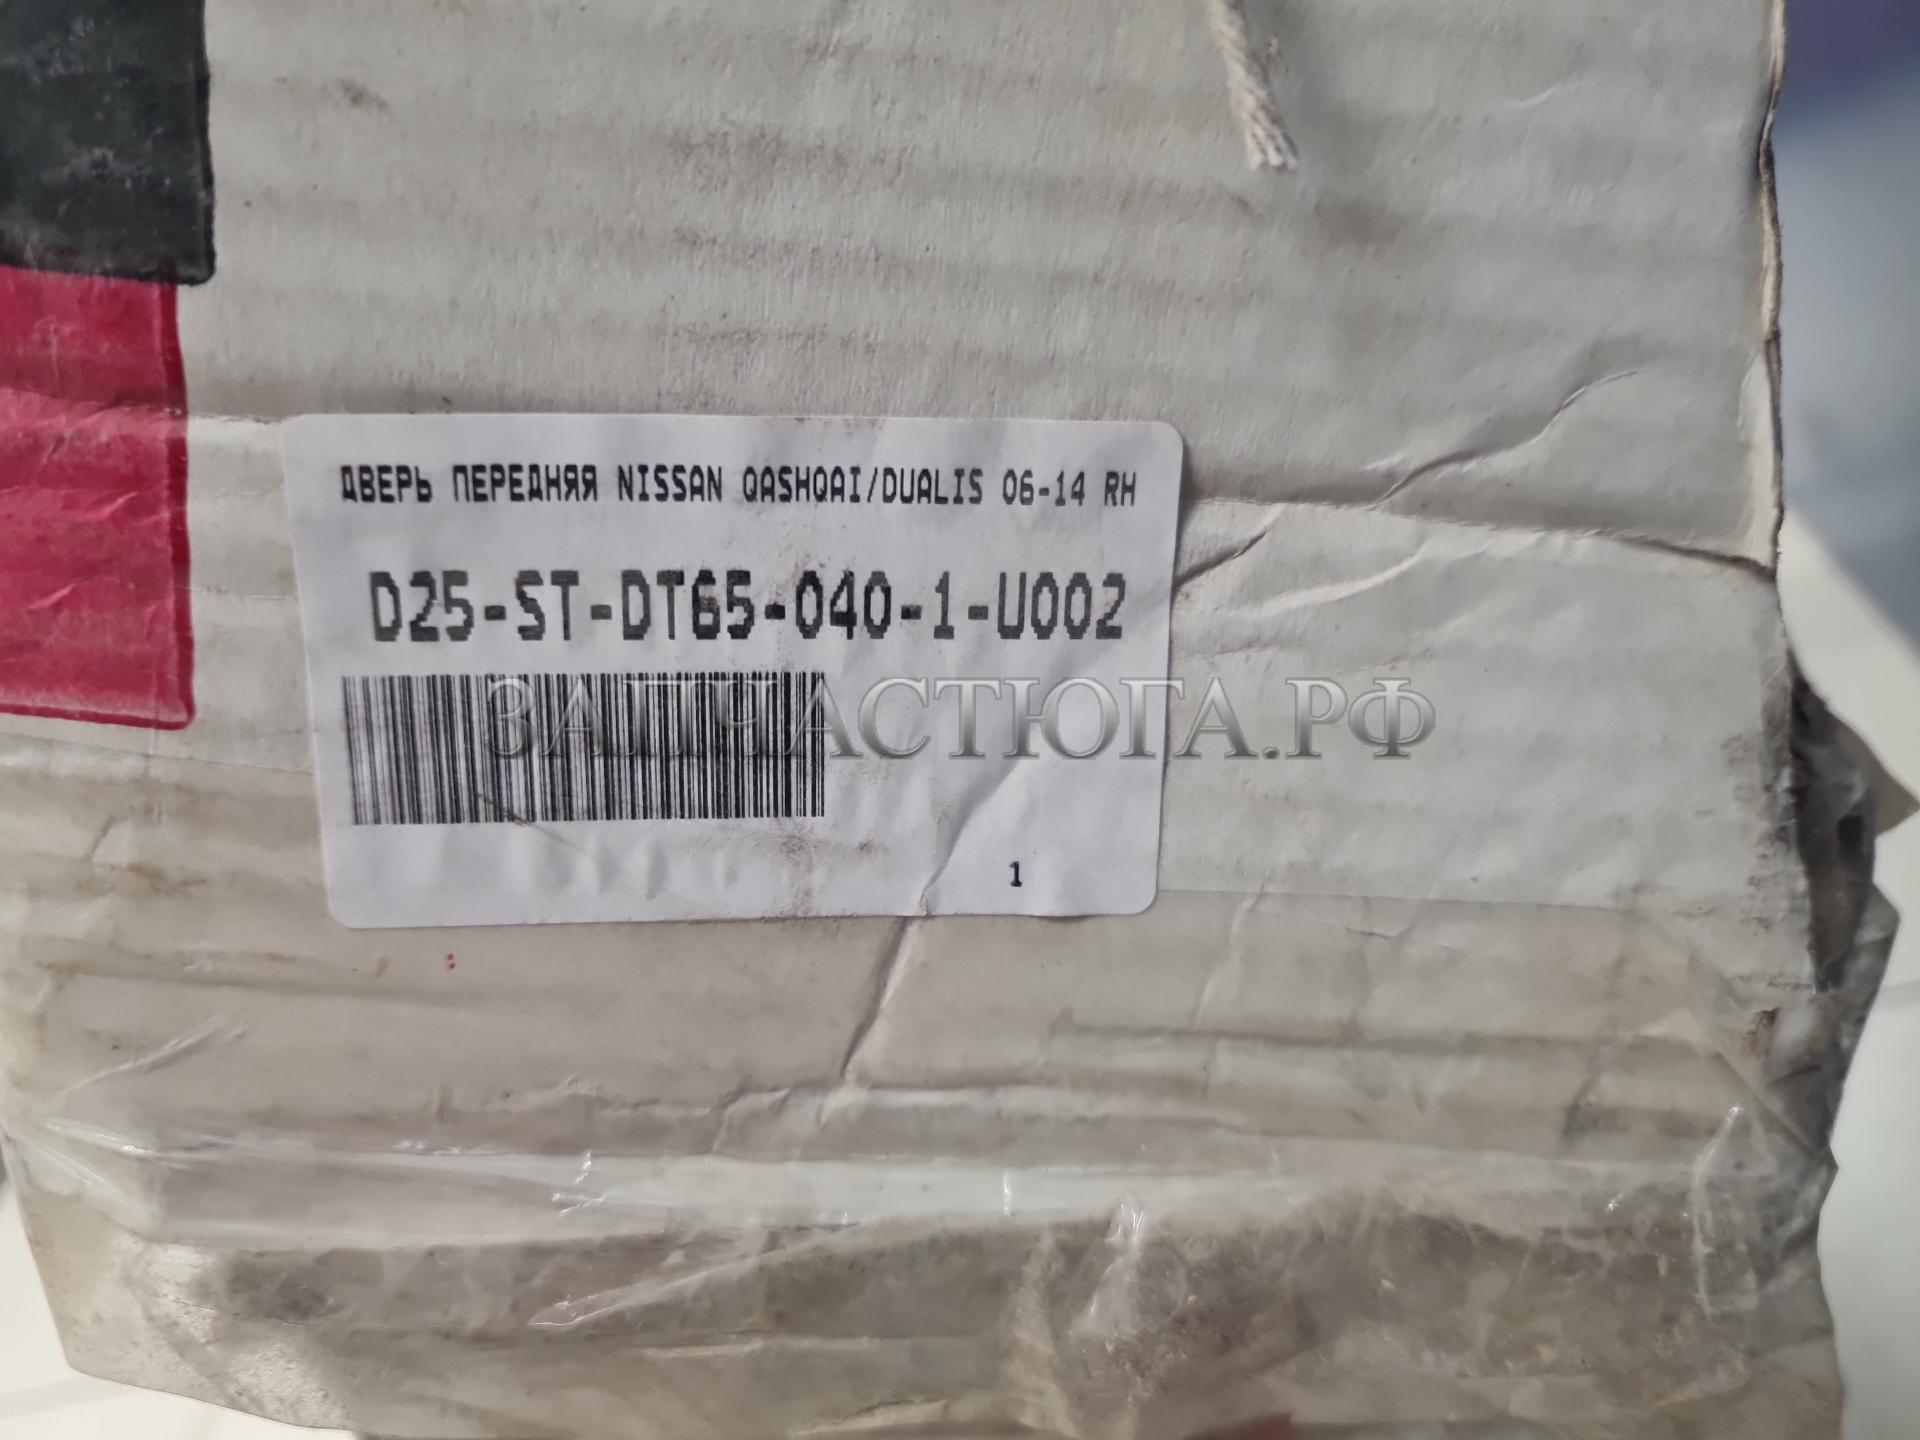 ДВЕРЬ ПЕРЕДНЯЯ NISSAN QASHQAI/DUALIS 06-14 RH
D25-ST-DT65-040-1-U002
ЗАПЧАСТЮГА.РФ
1